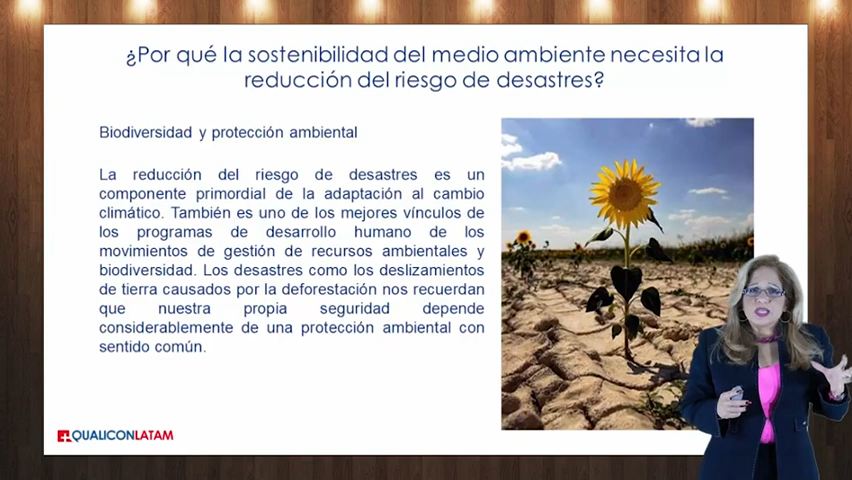 ¿Por qué la sostenibilidad del medio ambiente necesita la
reducción del riesgo de desastres?
Biodiversidad y protección ambiental
La reducción del riesgo de desastres es un
componente primordial de la adaptación al cambio
climático. También es uno de los mejores vínculos de
los programas de desarrollo humano de los
movimientos de gestión de recursos ambientales y
biodiversidad. Los desastres como los deslizamientos
de tierra causados por la deforestación nos recuerdan
que nuestra propia seguridad depende
considerablemente de una protección ambiental con
sentido común.
QUALICONLATAM